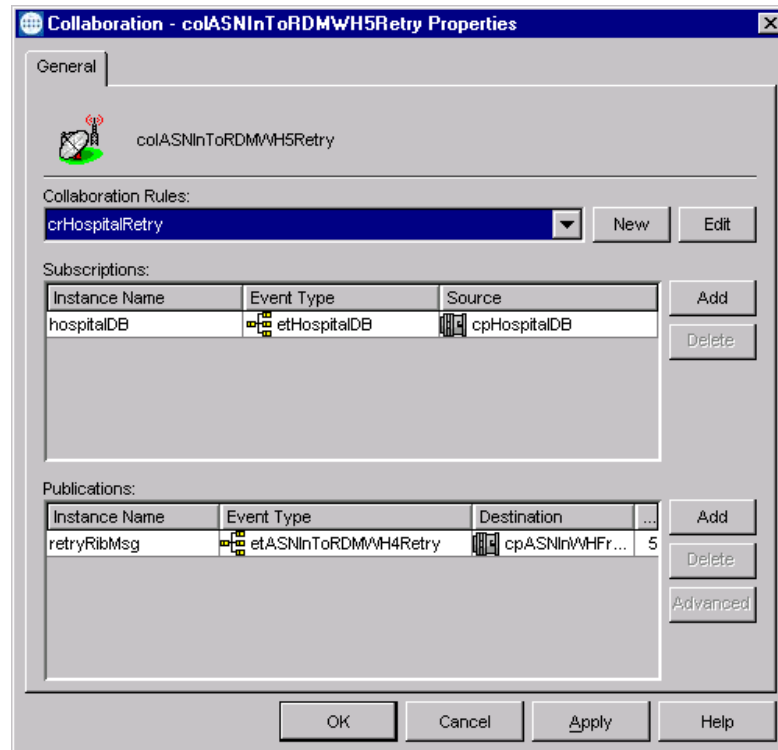 Collaboration - colASNInToRDMWH5Retry Properties
General
colASNInToRDMWH5Retry
Collaboration Rules:
crHospitalRetry
New
Edit
Subscriptions:
Instance Name Event Type Source
hospitalDB etHospitalDB cpHospitalDB
Add
Delete
Publications:
Instance Name Event Type Destination ...
retryRibMsg etASNInToRDMWH4Retry cpASNInWHFr... 5
Add
Delete
Advanced
OK Cancel Apply Help